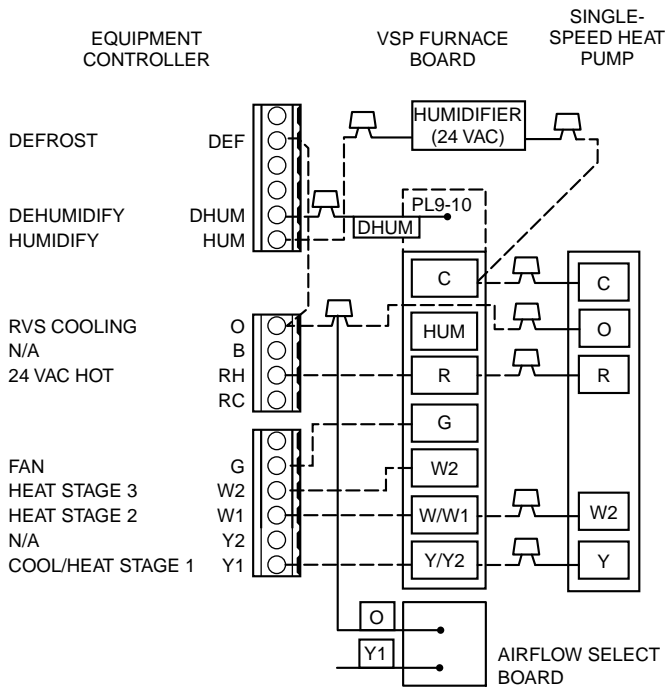 EQUIPMENT
CONTROLLER
VSP FURNACE
BOARD
SINGLE-
SPEED HEAT
PUMP
HUMIDIFIER
(24 VAC)
DEFROST DEF
PL9-10
DEHUMIDIFY DHUM
DHUM
HUMIDIFY HUM
C C
RVS COOLING O HUM O
N/A B
24 VAC HOT RH R R
RC
G
FAN G
W2
HEAT STAGE 3 W2
HEAT STAGE 2 W1 W/W1 W2
N/A Y2
COOL/HEAT STAGE 1 Y1 Y/Y2 Y
O
Y1
AIRFLOW SELECT
BOARD